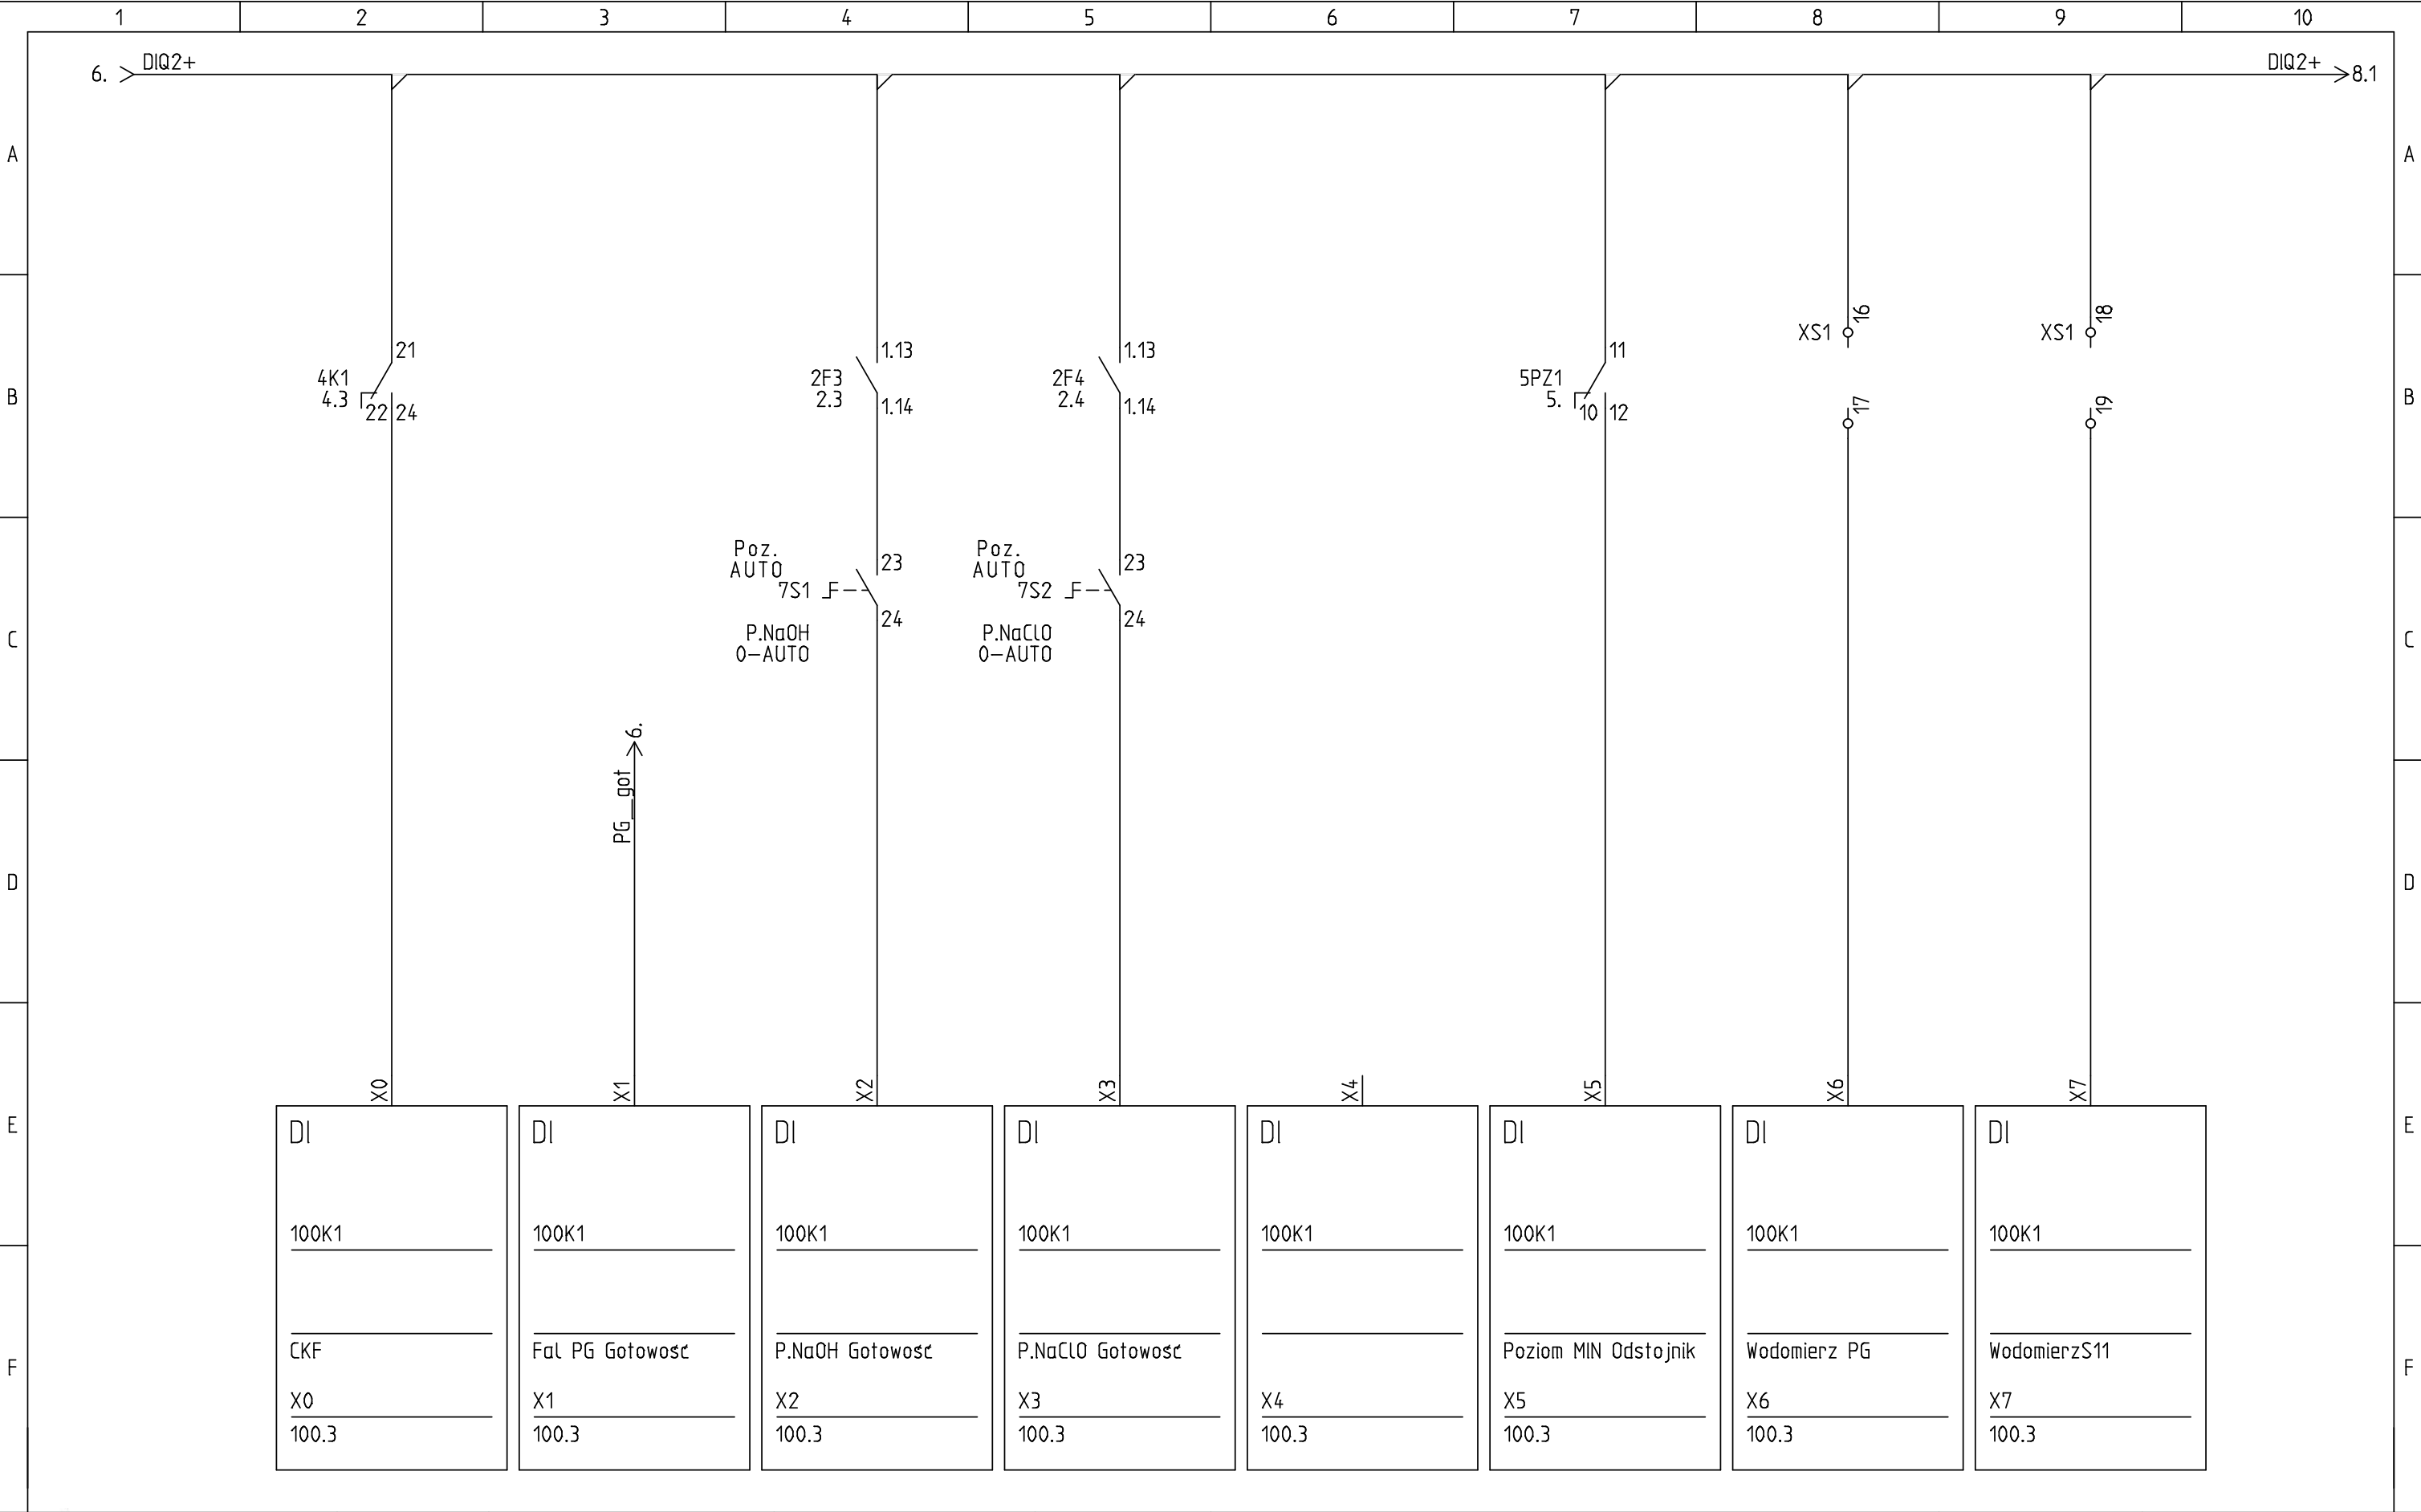 1 2 3 4 5 6 7 8 9 10
6. DIQ2+ DIQ2+ 8.1
A A
B B
C C
D D
E E
F F
4K1
4.3
21
22 24
2F3
2.3
1.13
1.14
2F4
2.4
1.13
1.14
5PZ1
5.
11
10 12
XS1
16
17
XS1
18
19
Poz.
AUTO
7S1
23
24
P.NaOH
0-AUTO
Poz.
AUTO
7S2
23
24
P.NaClO
0-AUTO
6.
PG_got
X0 X1 X2 X3 X4 X5 X6 X7
DI DI DI DI DI DI DI DI
100K1 100K1 100K1 100K1 100K1 100K1 100K1 100K1
CKF
Fal PG Gotowość
P.NaOH Gotowość
P.NaClO Gotowość
Poziom MIN Odstojnik
Wodomierz PG
WodomierzS11
X0 X1 X2 X3 X4 X5 X6 X7
100.3 100.3 100.3 100.3 100.3 100.3 100.3 100.3